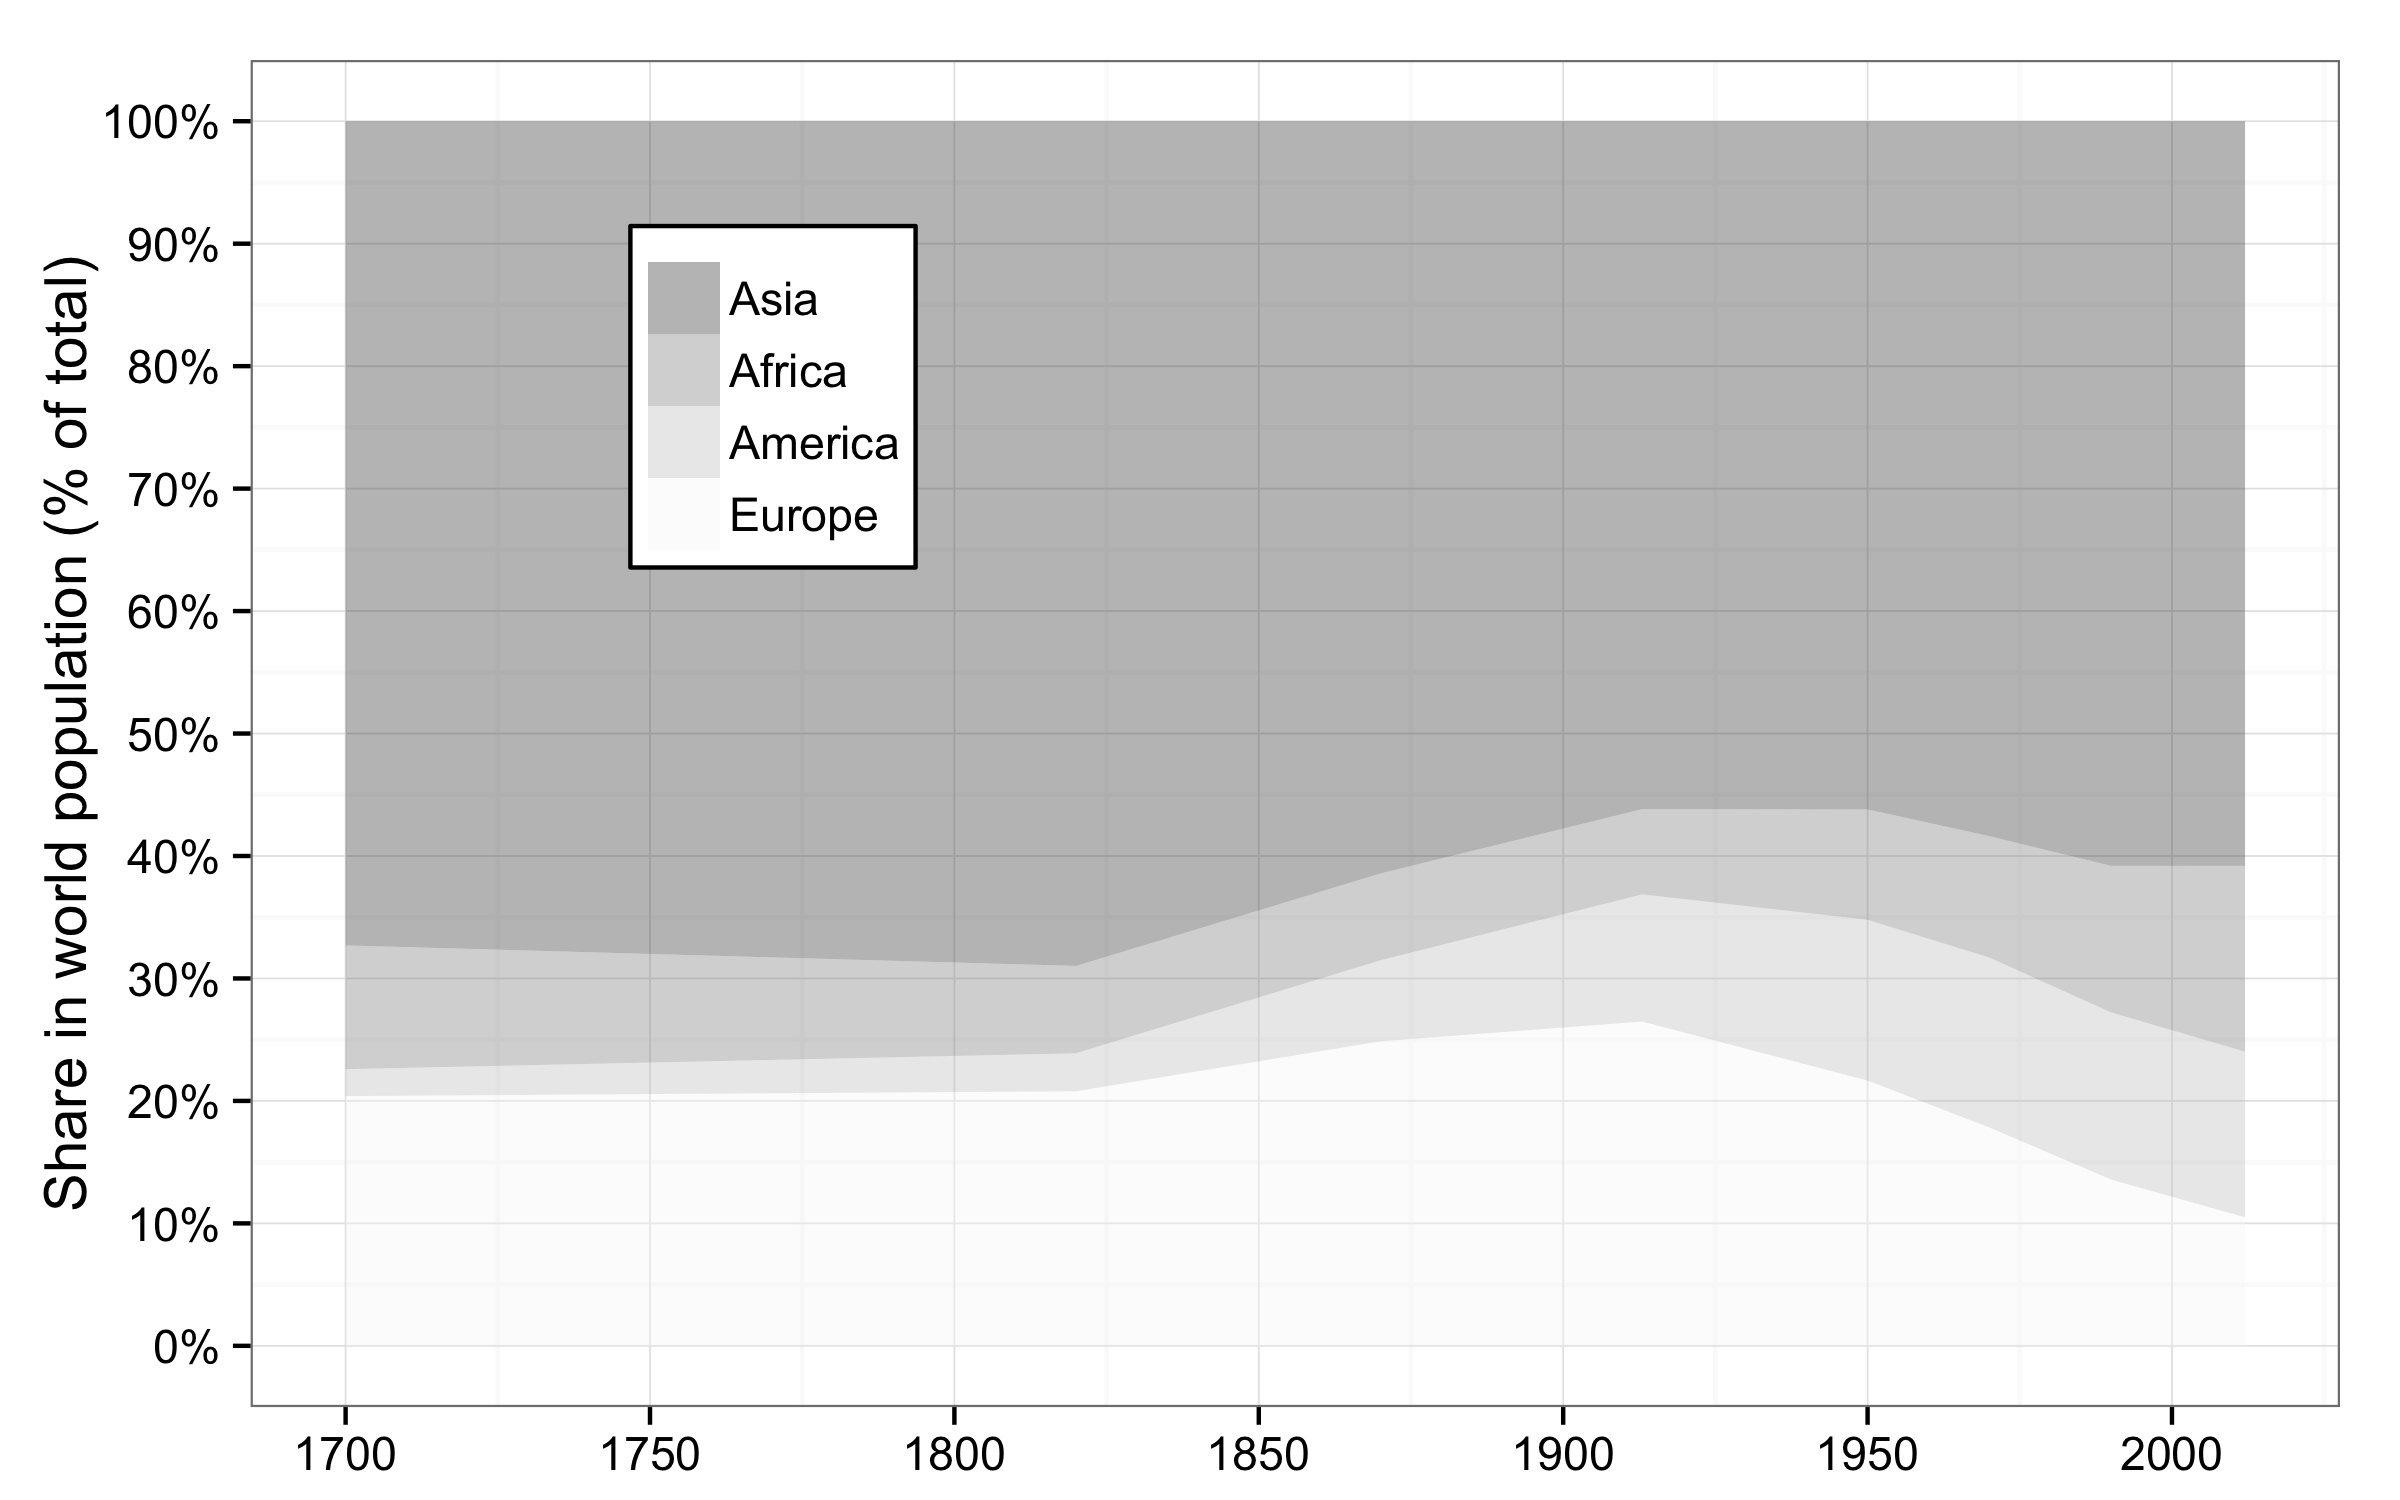 Share in world population (% of total)
100%
90%
80%
70%
60%
50%
40%
30%
20%
10%
0%
Asia
Africa
America
Europe
1700 1750 1800 1850 1900 1950 2000